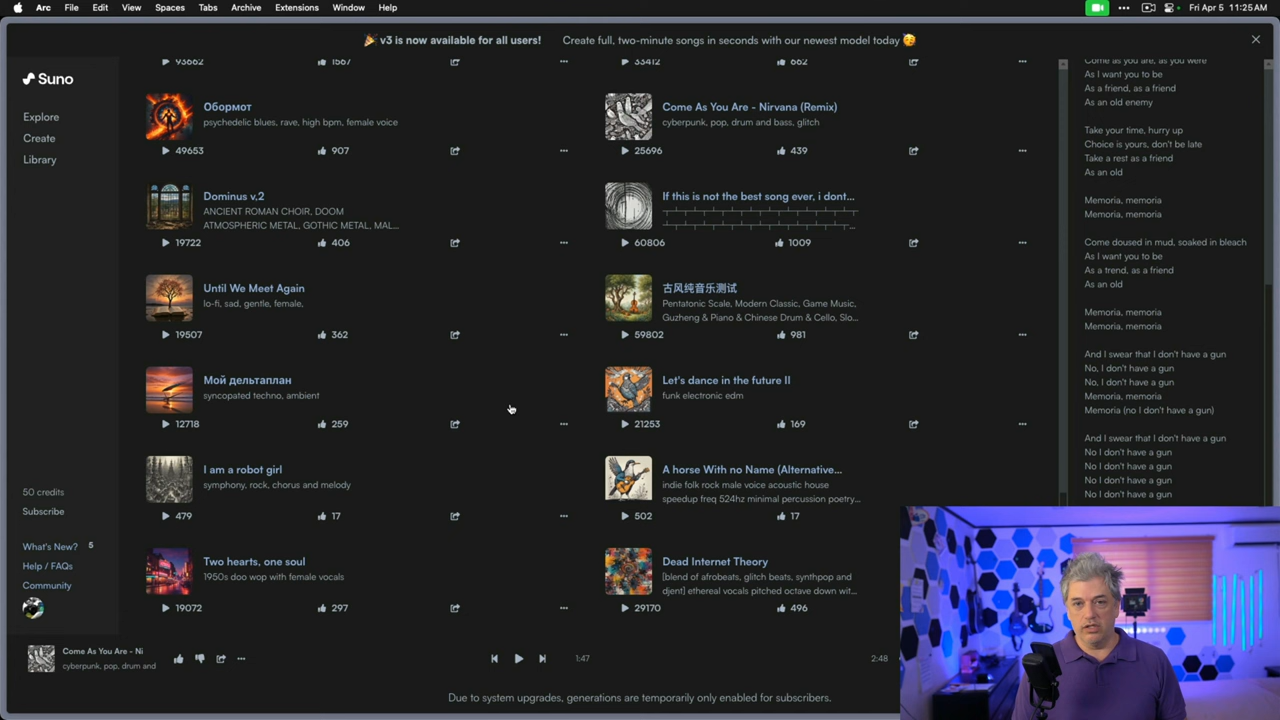 Arc File Edit View Spaces Tabs Archive Extensions Window Help Fri Apr 5 11:25 AM
🎉 v3 is now available for all users! Create full, two-minute songs in seconds with our newest model today 🥳
Suno
Explore
Create
Library
50 credits
Subscribe
What's New? 5
Help / FAQs
Community
93662 1567
33412 662
Обормот
psychedelic blues, rave, high bpm, female voice
49653 907
Come As You Are - Nirvana (Remix)
cyberpunk, pop, drum and bass, glitch
25696 439
Dominus v,2
ANCIENT ROMAN CHOIR, DOOM
ATMOSPHERIC METAL, GOTHIC METAL, MAL...
19722 406
If this is not the best song ever, i dont...
60806 1009
Until We Meet Again
lo-fi, sad, gentle, female,
19507 362
古风纯音乐测试
Pentatonic Scale, Modern Classic, Game Music,
Guzheng & Piano & Chinese Drum & Cello, Slo...
59802 981
Мой дельтаплан
syncopated techno, ambient
12718 259
Let's dance in the future II
funk electronic edm
21253 169
I am a robot girl
symphony, rock, chorus and melody
479 17
A horse With no Name (Alternative...
indie folk rock male voice acoustic house
speedup freq 524hz minimal percussion poetry...
502 17
Two hearts, one soul
1950s doo wop with female vocals
19072 297
Dead Internet Theory
[blend of afrobeats, glitch beats, synthpop and
djent] ethereal vocals pitched octave down wit...
29170 496
Come as you are, as you were
As I want you to be
As a friend, as a friend
As an old enemy
Take your time, hurry up
Choice is yours, don't be late
Take a rest as a friend
As an old
Memoria, memoria
Memoria, memoria
Come doused in mud, soaked in bleach
As I want you to be
As a trend, as a friend
As an old
Memoria, memoria
Memoria, memoria
And I swear that I don't have a gun
No, I don't have a gun
No, I don't have a gun
Memoria, memoria
Memoria (no I don't have a gun)
And I swear that I don't have a gun
No I don't have a gun
No I don't have a gun
No I don't have a gun
No I don't have a gun
Come As You Are - Ni
cyberpunk, pop, drum and
1:47
2:48
Due to system upgrades, generations are temporarily only enabled for subscribers.